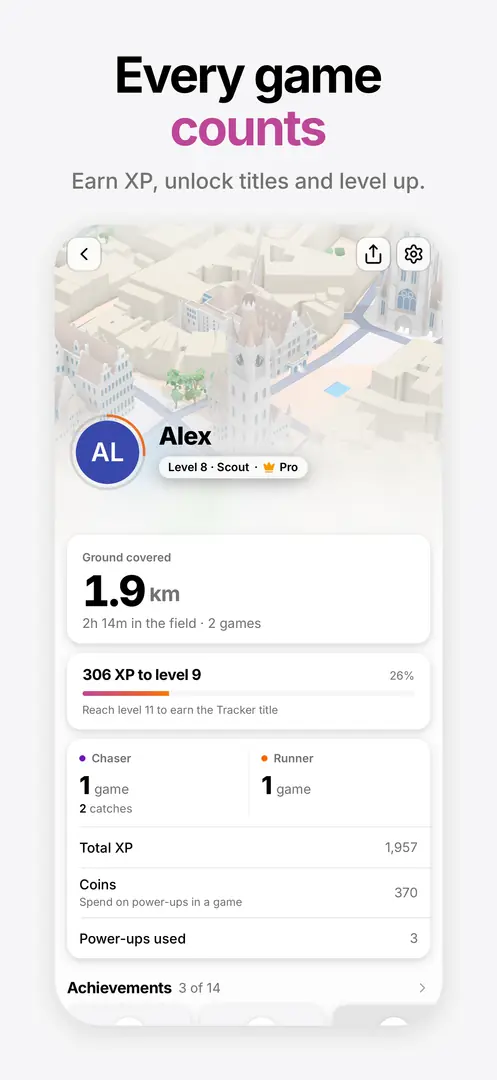 Every game
counts
Earn XP, unlock titles and level up.
AL
Alex
Level 8 · Scout · Pro
Ground covered
1.9 km
2h 14m in the field · 2 games
306 XP to level 9
26%
Reach level 11 to earn the Tracker title
Chaser
1 game
2 catches
Runner
1 game
Total XP
1,957
Coins
370
Spend on power-ups in a game
Power-ups used
3
Achievements 3 of 14